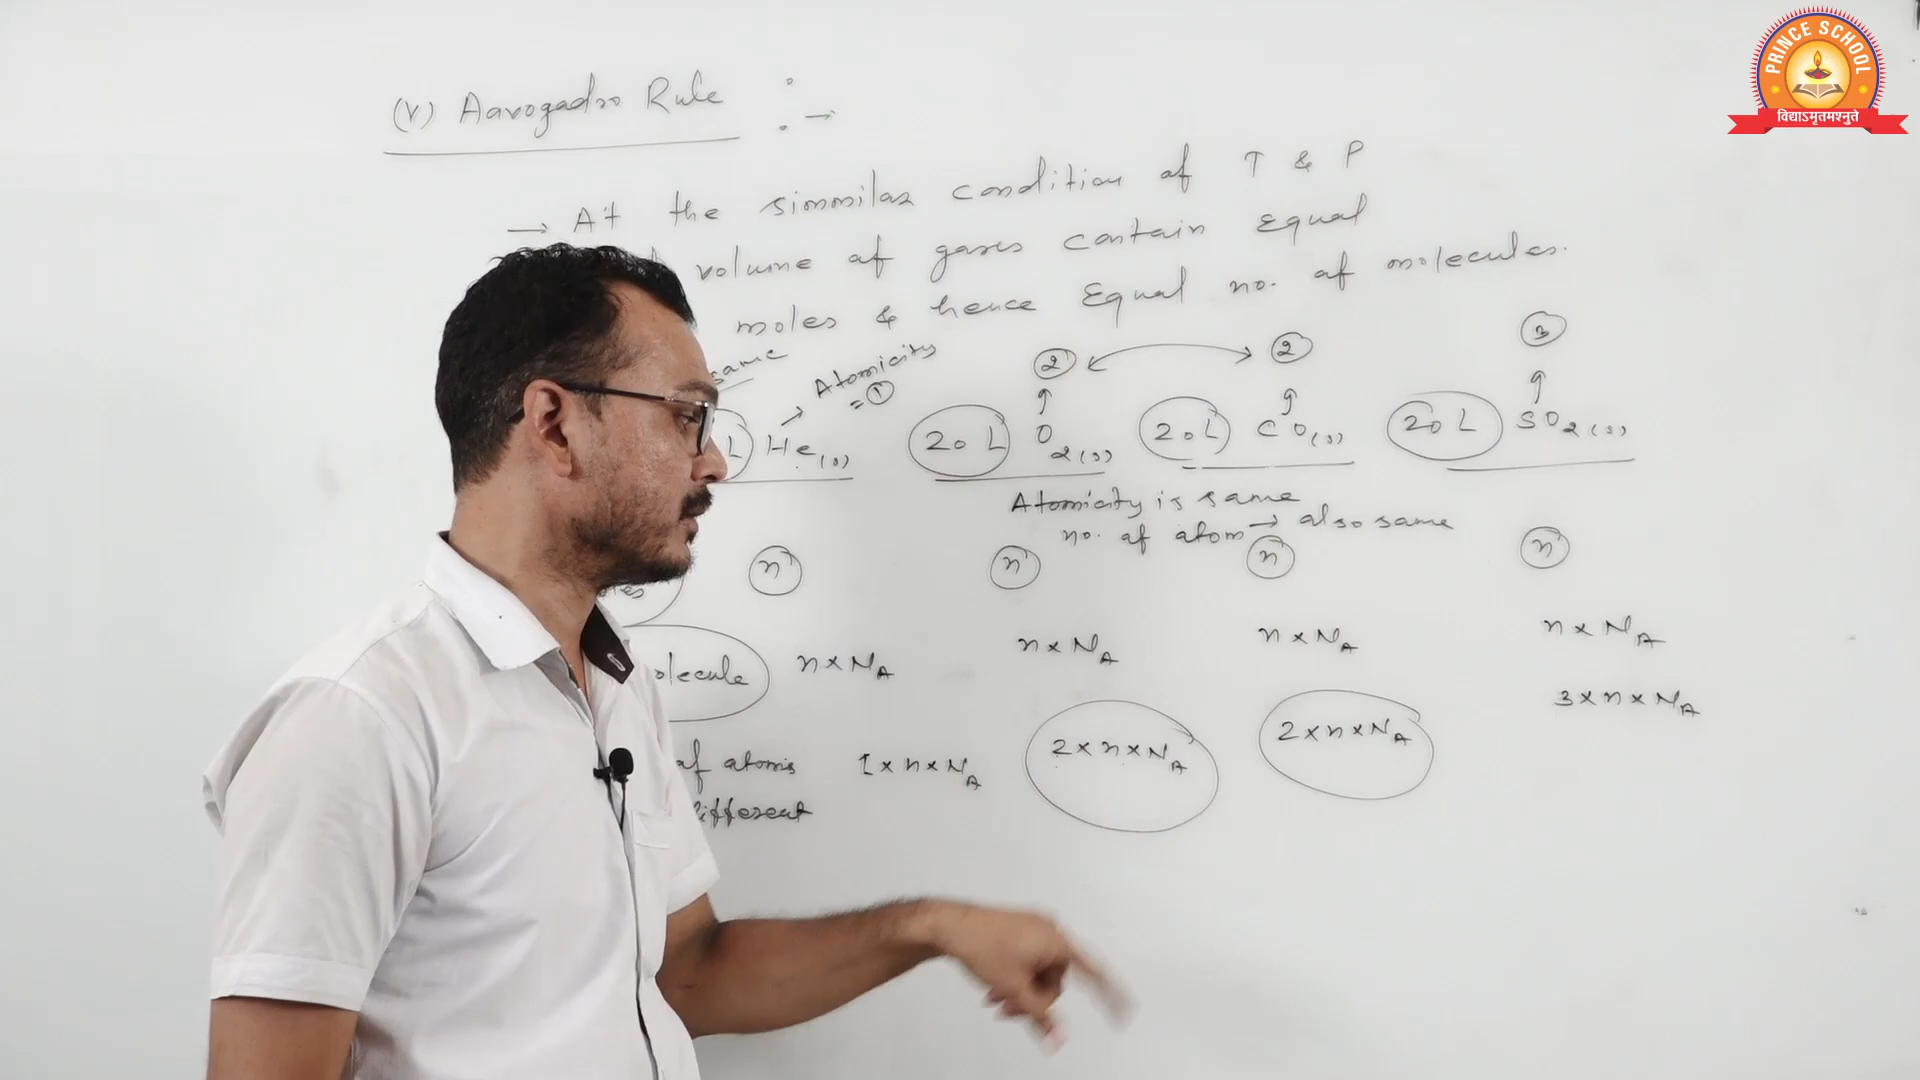 PRINCE SCHOOL
विद्याऽमृतमश्नुते
(V) Aavogadro Rule :→
→ At the simmilar condition of T & P
volume of gases contain Equal
moles & hence Equal no. of molecules.
same
Atomicity
= 1
2 2 3
L He(g) 20 L O2(g) 20L CO(g) 20 L SO2(g)
Atomicity is same
no. of atom → also same
n n n n
olecule n × NA n × NA n × NA n × NA
of atoms 1 × n × NA 2 × n × NA 2 × n × NA 3 × n × NA
ifferent